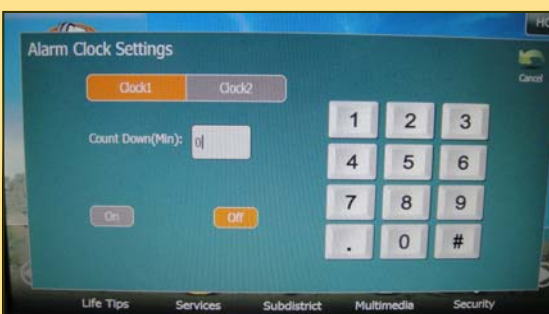 HO
Alarm Clock Settings
Cancel
Clock1 Clock2
Count Down(Min): 0
On Off
1 2 3
4 5 6
7 8 9
. 0 #
Life Tips Services Subdistrict Multimedia Security